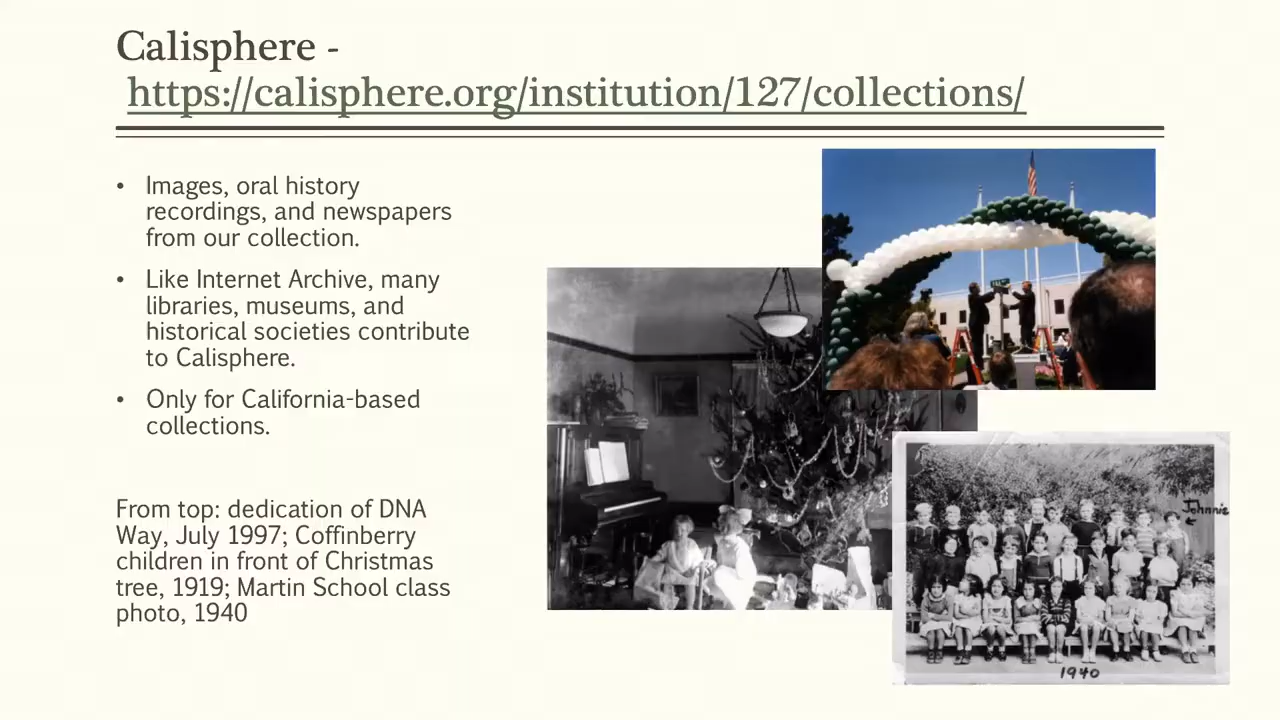 Calisphere -
https://calisphere.org/institution/127/collections/
• Images, oral history
recordings, and newspapers
from our collection.
• Like Internet Archive, many
libraries, museums, and
historical societies contribute
to Calisphere.
• Only for California-based
collections.
From top: dedication of DNA
Way, July 1997; Coffinberry
children in front of Christmas
tree, 1919; Martin School class
photo, 1940
Johnnie
1940